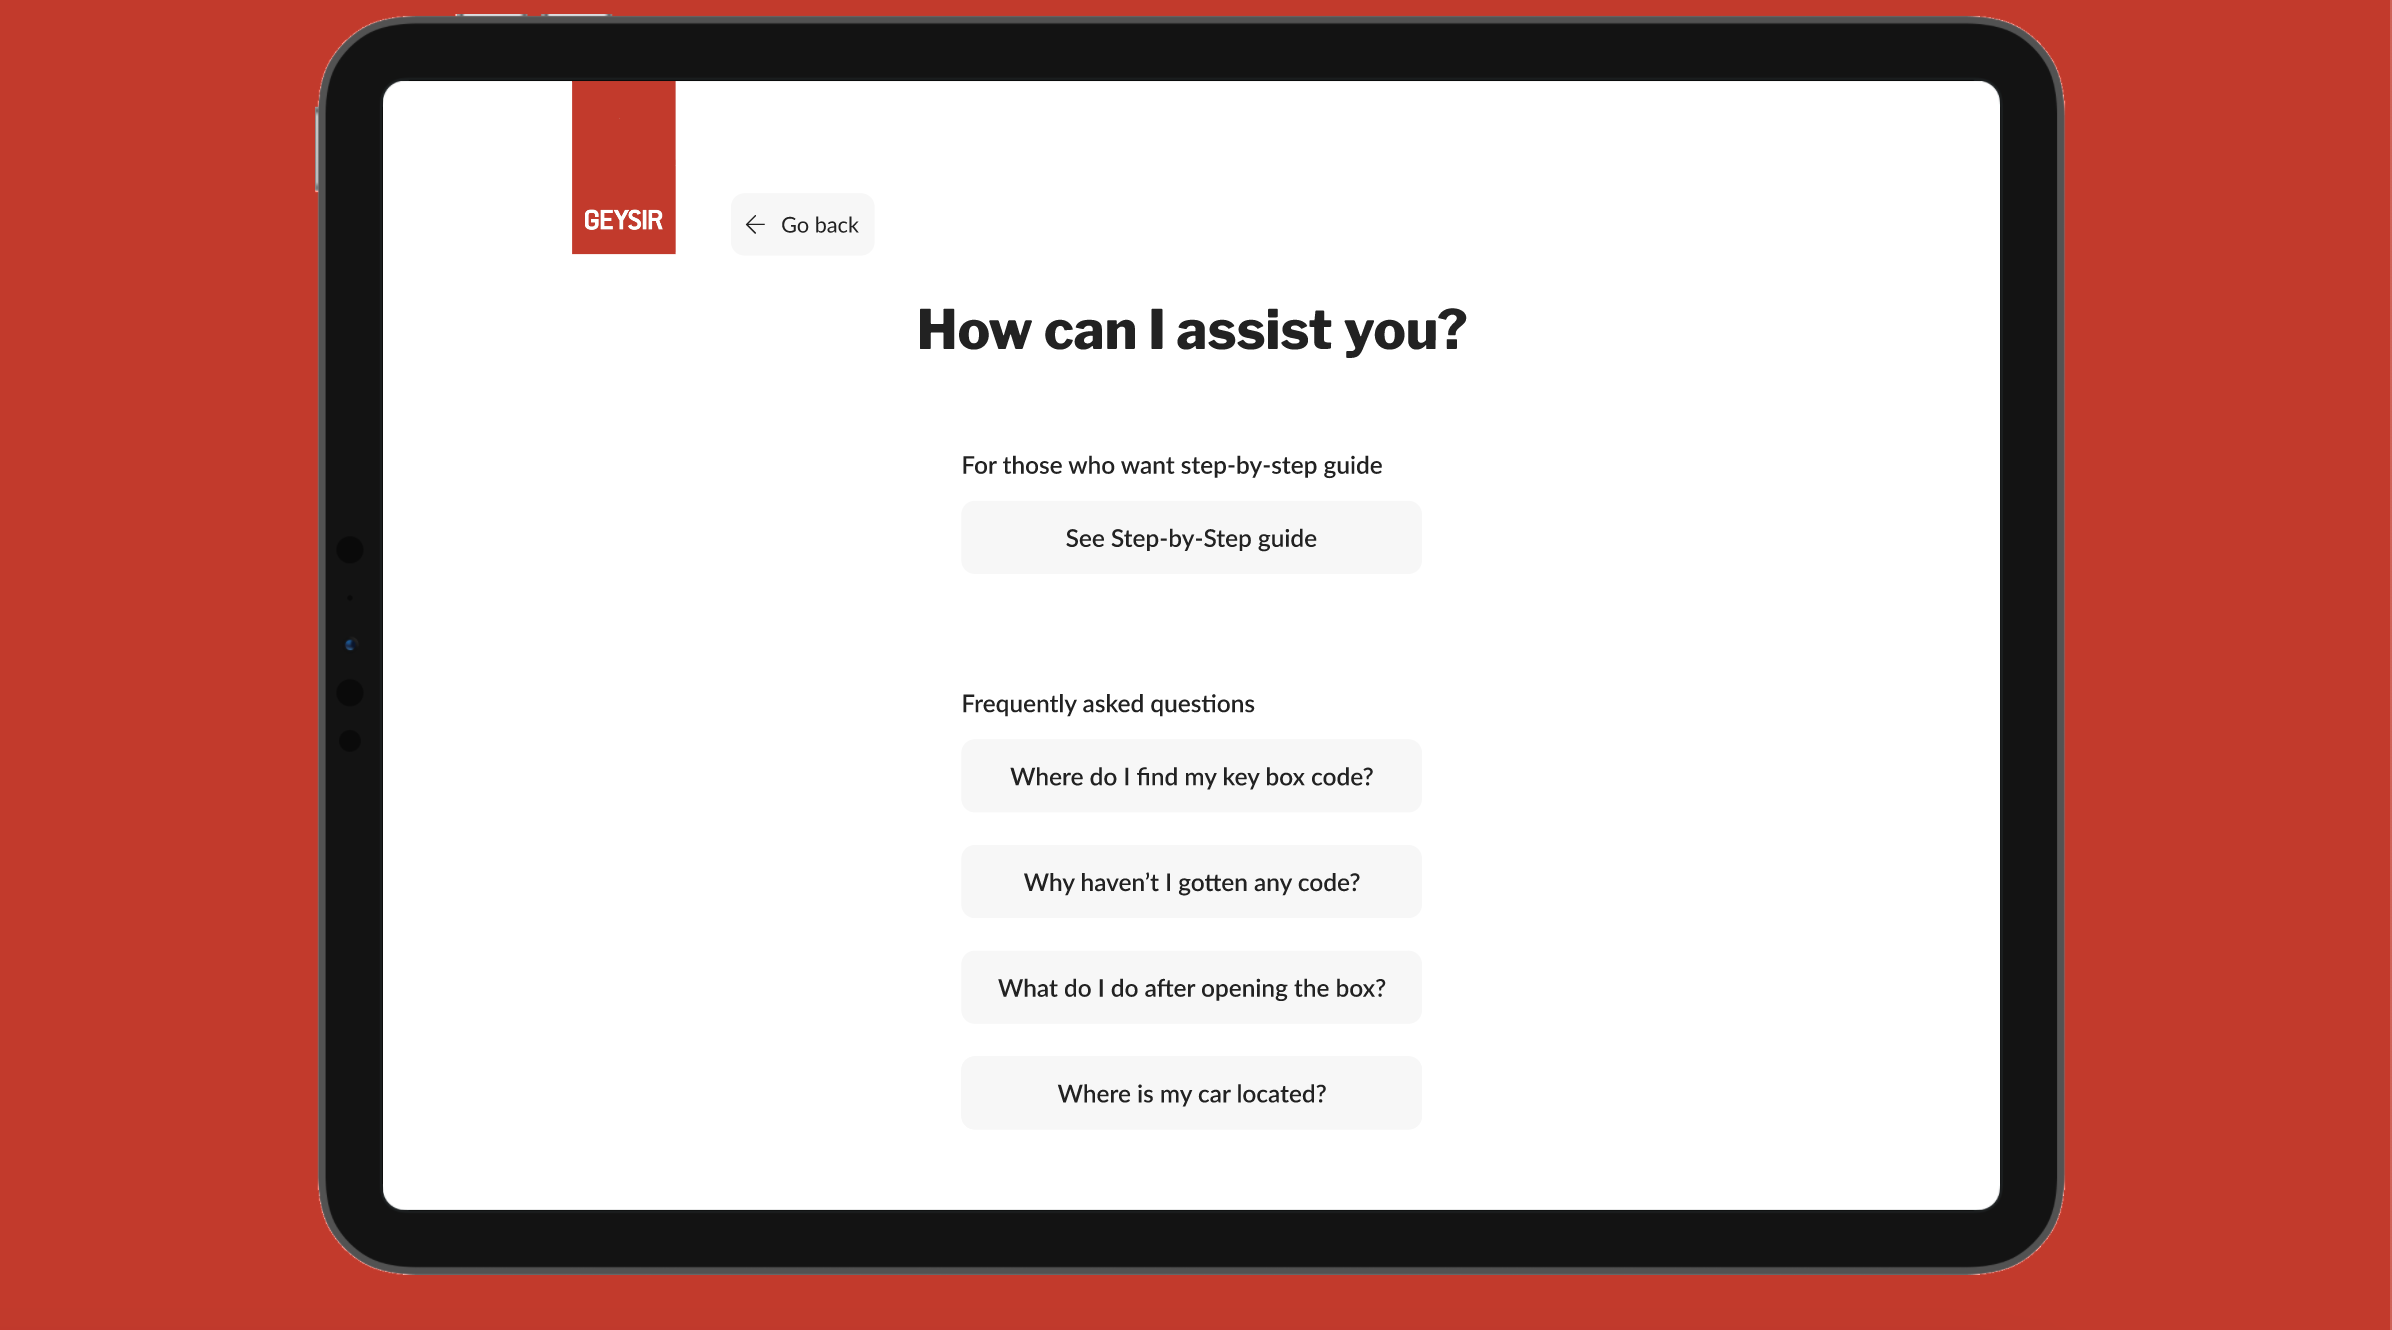 GEYSIR
Go back
How can I assist you?
For those who want step-by-step guide
See Step-by-Step guide
Frequently asked questions
Where do I find my key box code?
Why haven’t I gotten any code?
What do I do after opening the box?
Where is my car located?